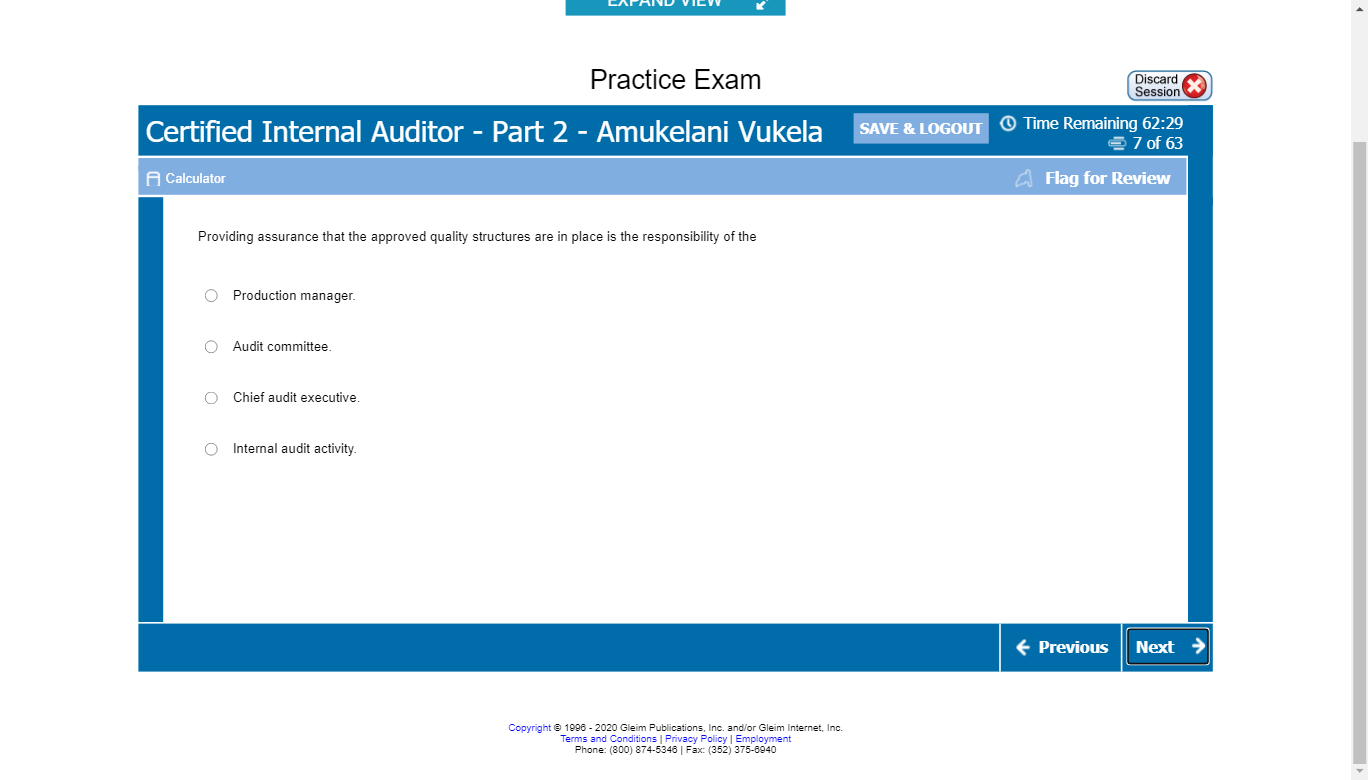 EXPAND VIEW
Practice Exam
Discard
Session
Certified Internal Auditor - Part 2 - Amukelani Vukela
SAVE & LOGOUT
Time Remaining 62:29
7 of 63
Calculator
Flag for Review
Providing assurance that the approved quality structures are in place is the responsibility of the
Production manager.
Audit committee.
Chief audit executive.
Internal audit activity.
Previous
Next
Copyright © 1996 - 2020 Gleim Publications, Inc. and/or Gleim Internet, Inc.
Terms and Conditions | Privacy Policy | Employment
Phone: (800) 874-5346 | Fax: (352) 375-6940